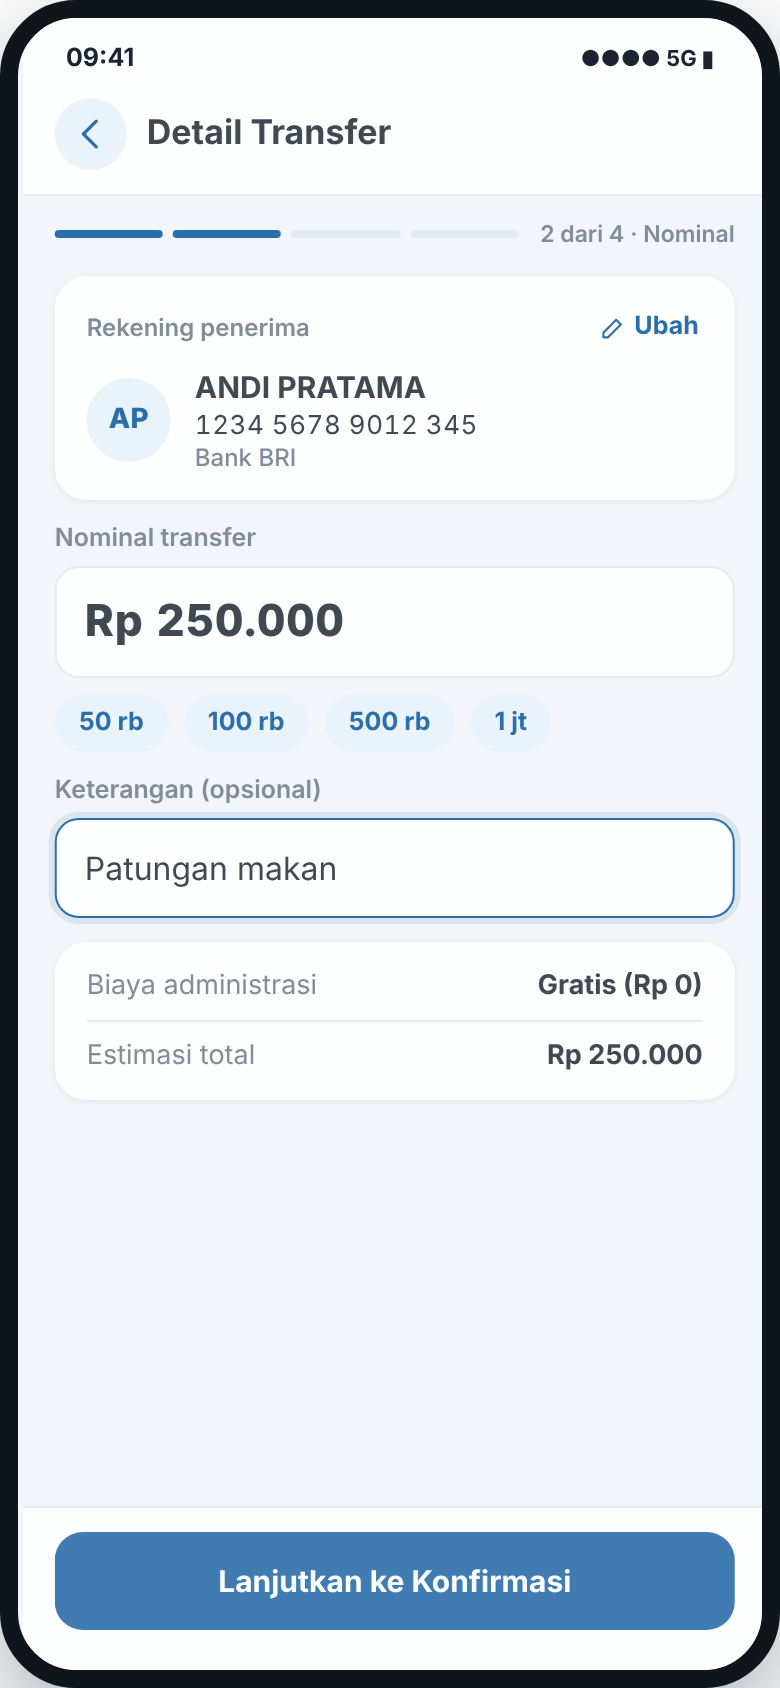 09:41
5G
Detail Transfer
2 dari 4 · Nominal
Rekening penerima
Ubah
AP
ANDI PRATAMA
1234 5678 9012 345
Bank BRI
Nominal transfer
Rp 250.000
50 rb
100 rb
500 rb
1 jt
Keterangan (opsional)
Patungan makan
Biaya administrasi
Gratis (Rp 0)
Estimasi total
Rp 250.000
Lanjutkan ke Konfirmasi